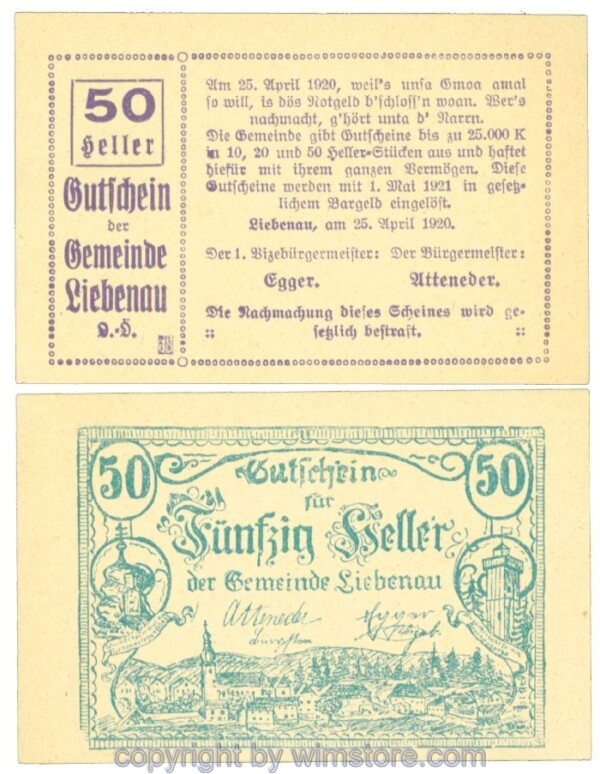 50
Heller
Gutschein
der
Gemeinde
Liebenau
O.-Ö.
Am 25. April 1920, weil's unsa Gmoa amal
so will, is dös Notgeld b'schloss'n woan. Wer's
nachmacht, g'hört unta d' Narrn.
Die Gemeinde gibt Gutscheine bis zu 25.000 K
in 10, 20 und 50 Heller-Stücken aus und haftet
hiefür mit ihrem ganzen Vermögen. Diese
Gutscheine werden mit 1. Mai 1921 in gesetz-
lichem Bargeld eingelöst.
Liebenau, am 25. April 1920.
Der 1. Vizebürgermeister: Der Bürgermeister:
Egger. Atteneder.
Die Nachmachung dieses Scheines wird ge-
:: setzlich bestraft. ::
50 Gutschein 50
für
Fünfzig Heller
der Gemeinde Liebenau
Atteneder Egger
copyright by wimstore.com